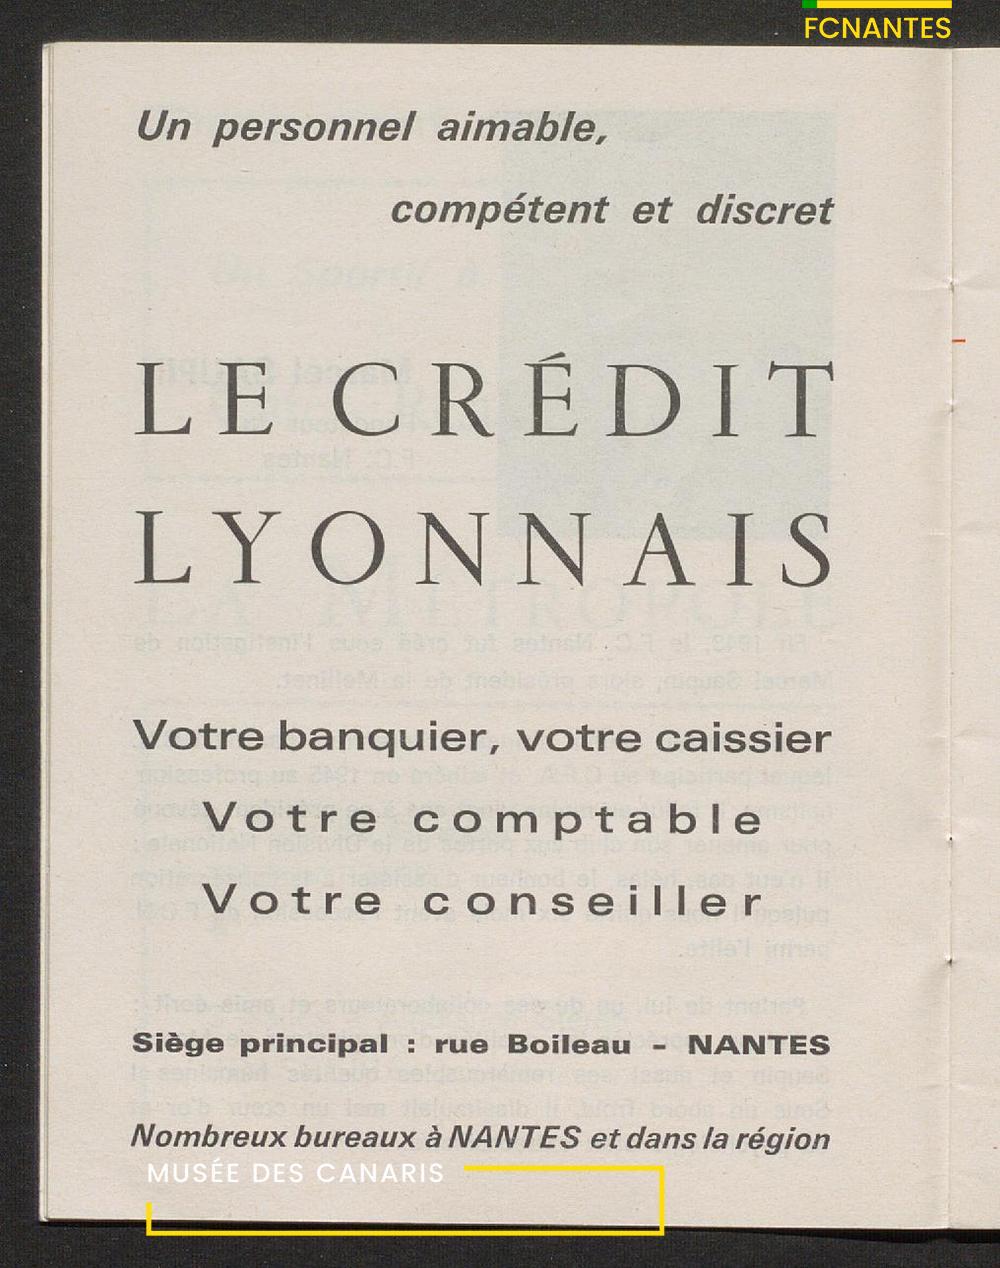 FCNANTES
Un personnel aimable,
compétent et discret
LE CRÉDIT
LYONNAIS
Votre banquier, votre caissier
Votre comptable
Votre conseiller
Siège principal : rue Boileau - NANTES
Nombreux bureaux à NANTES et dans la région
MUSÉE DES CANARIS